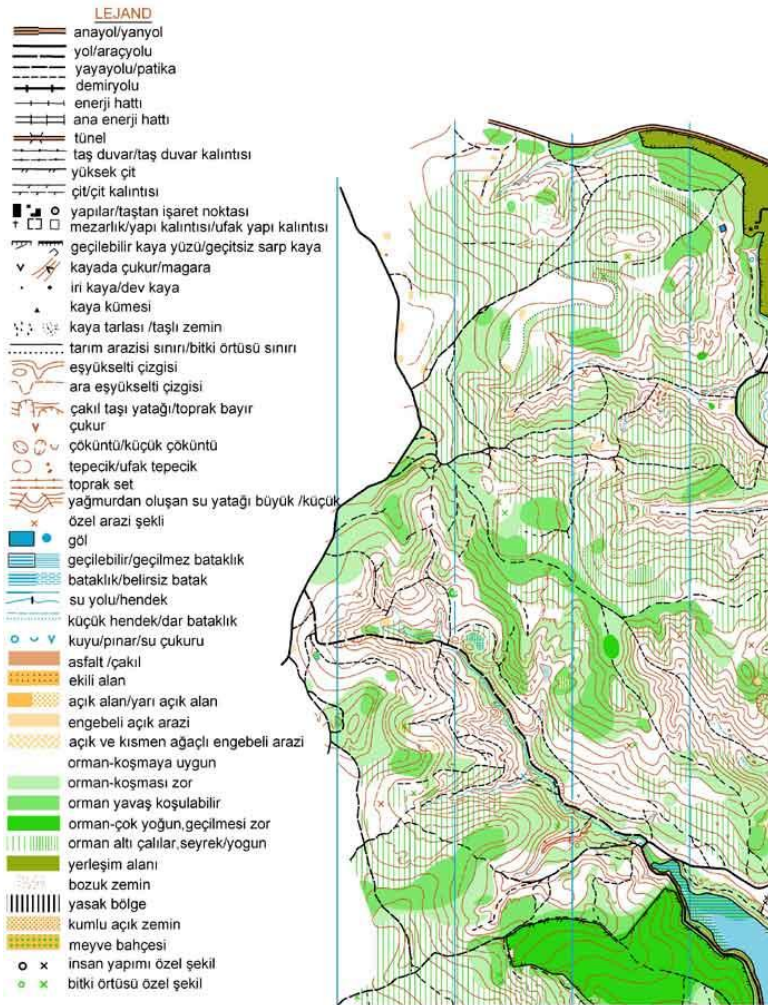 LEJAND
anayol/yanyol
yol/araçyolu
yayayolu/patika
demiryolu
enerji hattı
ana enerji hattı
tünel
taş duvar/taş duvar kalıntısı
yüksek çit
çit/çit kalıntısı
yapılar/taştan işaret noktası
mezarlık/yapı kalıntısı/ufak yapı kalıntısı
geçilebilir kaya yüzü/geçitsiz sarp kaya
kayada çukur/magara
iri kaya/dev kaya
kaya kümesi
kaya tarlası /taşlı zemin
tarım arazisi sınırı/bitki örtüsü sınırı
eşyükselti çizgisi
ara eşyükselti çizgisi
çakıl taşı yatağı/toprak bayır
çukur
çöküntü/küçük çöküntü
tepecik/ufak tepecik
toprak set
yağmurdan oluşan su yatağı büyük /küçük
özel arazi şekli
göl
geçilebilir/geçilmez bataklık
bataklık/belirsiz batak
su yolu/hendek
küçük hendek/dar bataklık
kuyu/pınar/su çukuru
asfalt /çakıl
ekili alan
açık alan/yarı açık alan
engebeli açık arazi
açık ve kısmen ağaçlı engebeli arazi
orman-koşmaya uygun
orman-koşması zor
orman yavaş koşulabilir
orman-çok yoğun,geçilmesi zor
orman altı çalılar,seyrek/yogun
yerleşim alanı
bozuk zemin
yasak bölge
kumlu açık zemin
meyve bahçesi
insan yapımı özel şekil
bitki örtüsü özel şekil